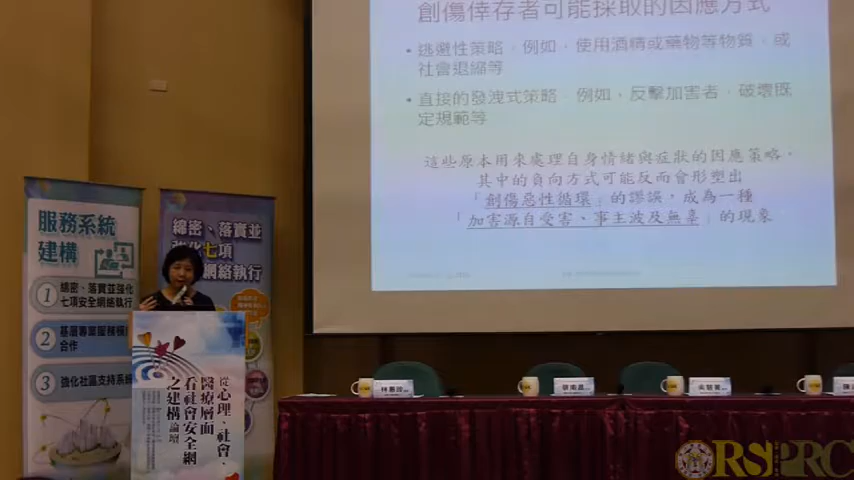 創傷倖存者可能採取的因應方式
• 逃避性策略，例如，使用酒精或藥物等物質，或
社會退縮等
• 直接的發洩式策略，例如，反擊加害者，破壞既
定規範等
這些原本用來處理自身情緒與症狀的因應策略，
其中的負向方式可能反而會形塑出
「創傷惡性循環」的謬誤，成為一種
「加害源自受害、事主波及無辜」的現象
服務系統
建構
1 綿密、落實並強化
七項安全網絡執行
2 基層專業服務
合作
3 強化社區支持系統
綿密、落實並
強化七項
網絡執行
從心理、社會、
醫療層面
看社會安全網
之建構論壇
RSPRC